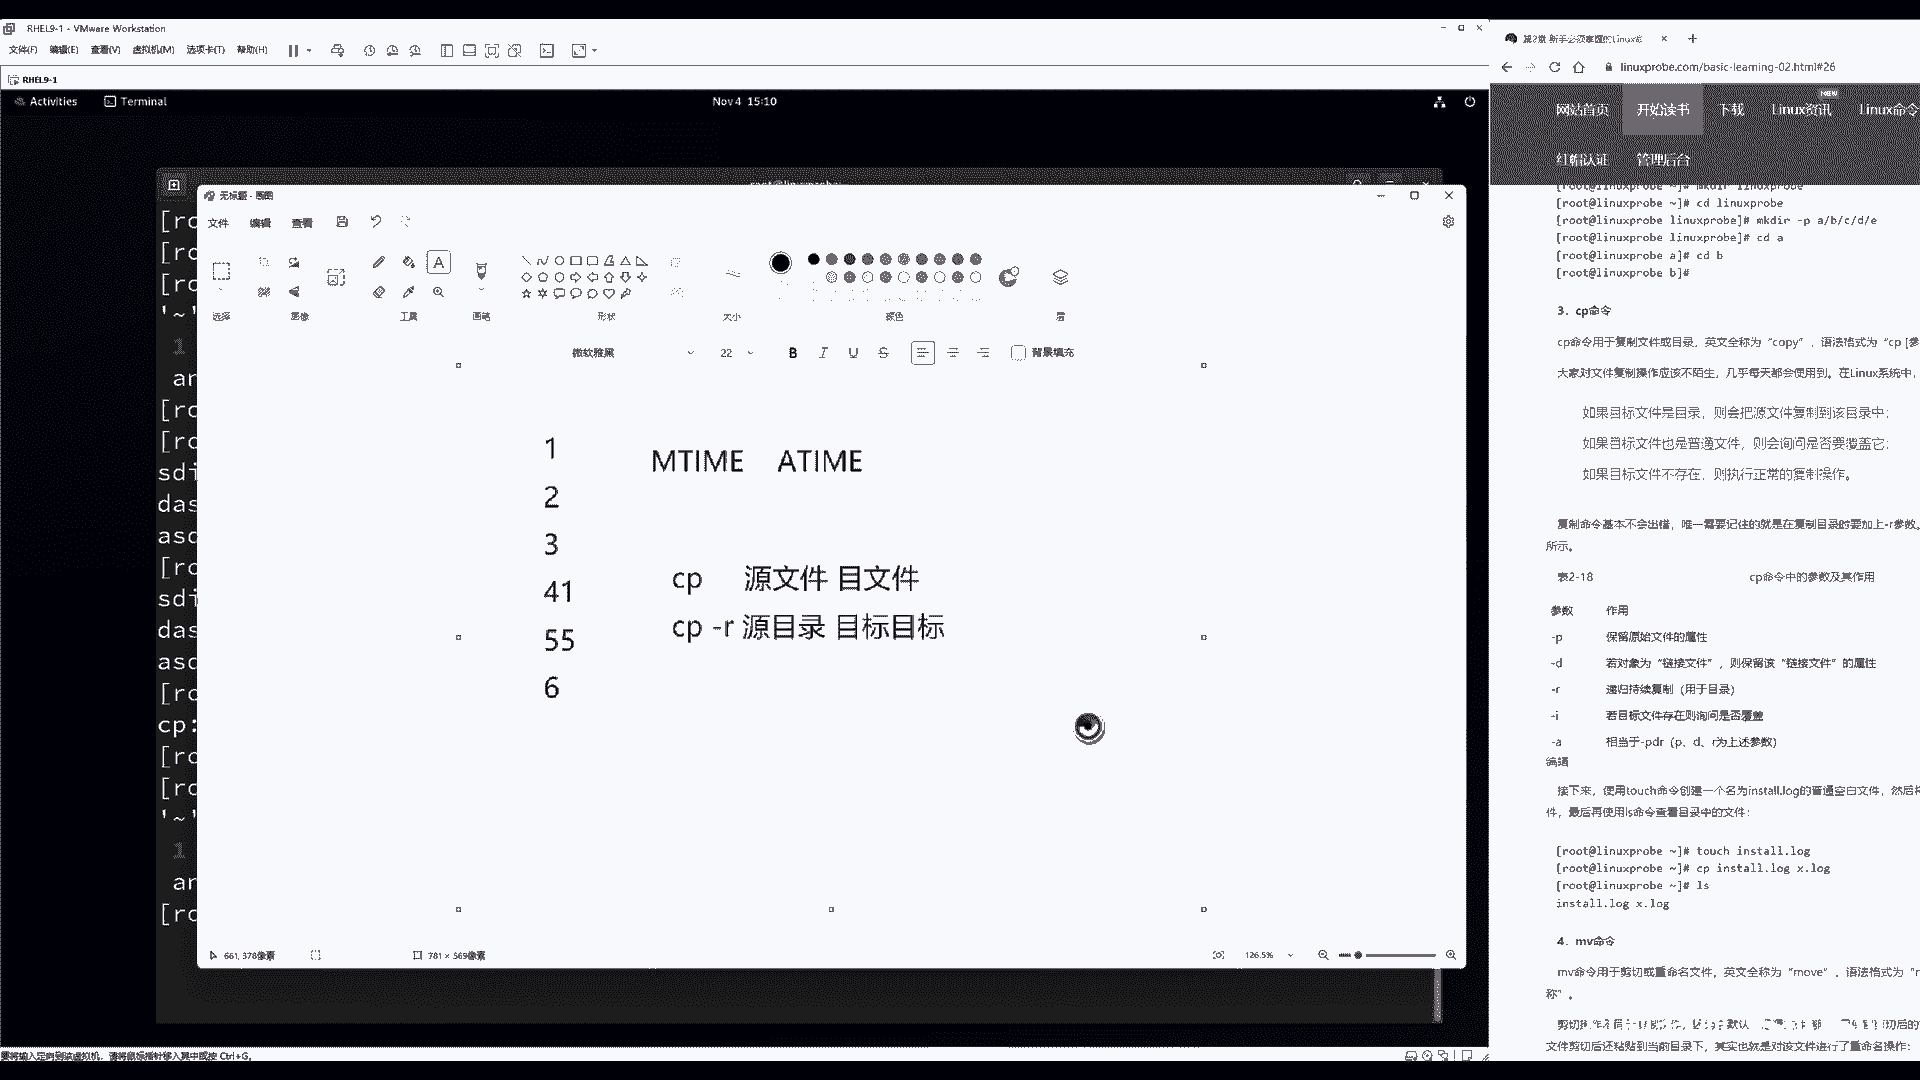 RHEL9-1 - VMware Workstation
文件(F) 编辑(E) 查看(V) 虚拟机(M) 选项卡(T) 帮助(H)
RHEL9-1
Activities Terminal
Nov 4 15:10
[rc
[rc
[rc
'~'
1
ar
[rc
[rc
sdi
das
asc
[rc
sdi
das
asc
[rc
cp:
[rc
[rc
'~'
1
ar
[rc
无标题 - 画图
文件 编辑 查看
选择 图像 工具 画笔 形状 大小 颜色 层
微软雅黑 22 B I U S 背景填充
1
2
3
41
55
6
MTIME ATIME
cp 源文件 目文件
cp -r 源目录 目标目标
661, 378像素 781 × 569像素 126.5%
要将输入定向到该虚拟机，请将鼠标指针移入其中或按 Ctrl+G。
第2章 新手必须掌握的Linux命
linuxprobe.com/basic-learning-02.html#26
网站首页 开始读书 下载 Linux资讯 NEW Linux命令
红帽认证 管理后台
[root@linuxprobe ~]# mkdir linuxprobe
[root@linuxprobe ~]# cd linuxprobe
[root@linuxprobe linuxprobe]# mkdir -p a/b/c/d/e
[root@linuxprobe linuxprobe]# cd a
[root@linuxprobe a]# cd b
[root@linuxprobe b]#
3．cp命令
cp命令用于复制文件或目录，英文全称为“copy”，语法格式为“cp [参
大家对文件复制操作应该不陌生，几乎每天都会使用到。在Linux系统中，
如果目标文件是目录，则会把源文件复制到该目录中；
如果目标文件也是普通文件，则会询问是否要覆盖它；
如果目标文件不存在，则执行正常的复制操作。
复制命令基本不会出错，唯一需要记住的就是在复制目录时要加上-r参数。
所示。
表2-18 cp命令中的参数及其作用
参数 作用
-p 保留原始文件的属性
-d 若对象为“链接文件”，则保留该“链接文件”的属性
-r 递归持续复制（用于目录）
-i 若目标文件存在则询问是否覆盖
-a 相当于-pdr（p、d、r为上述参数）
编辑
接下来，使用touch命令创建一个名为install.log的普通空白文件，然后将
件，最后再使用ls命令查看目录中的文件：
[root@linuxprobe ~]# touch install.log
[root@linuxprobe ~]# cp install.log x.log
[root@linuxprobe ~]# ls
install.log x.log
4．mv命令
mv命令用于剪切或重命名文件，英文全称为“move”，语法格式为“
称”。
文件剪切后还粘贴到当前目录下，其实也就是对该文件进行了重命名操作：